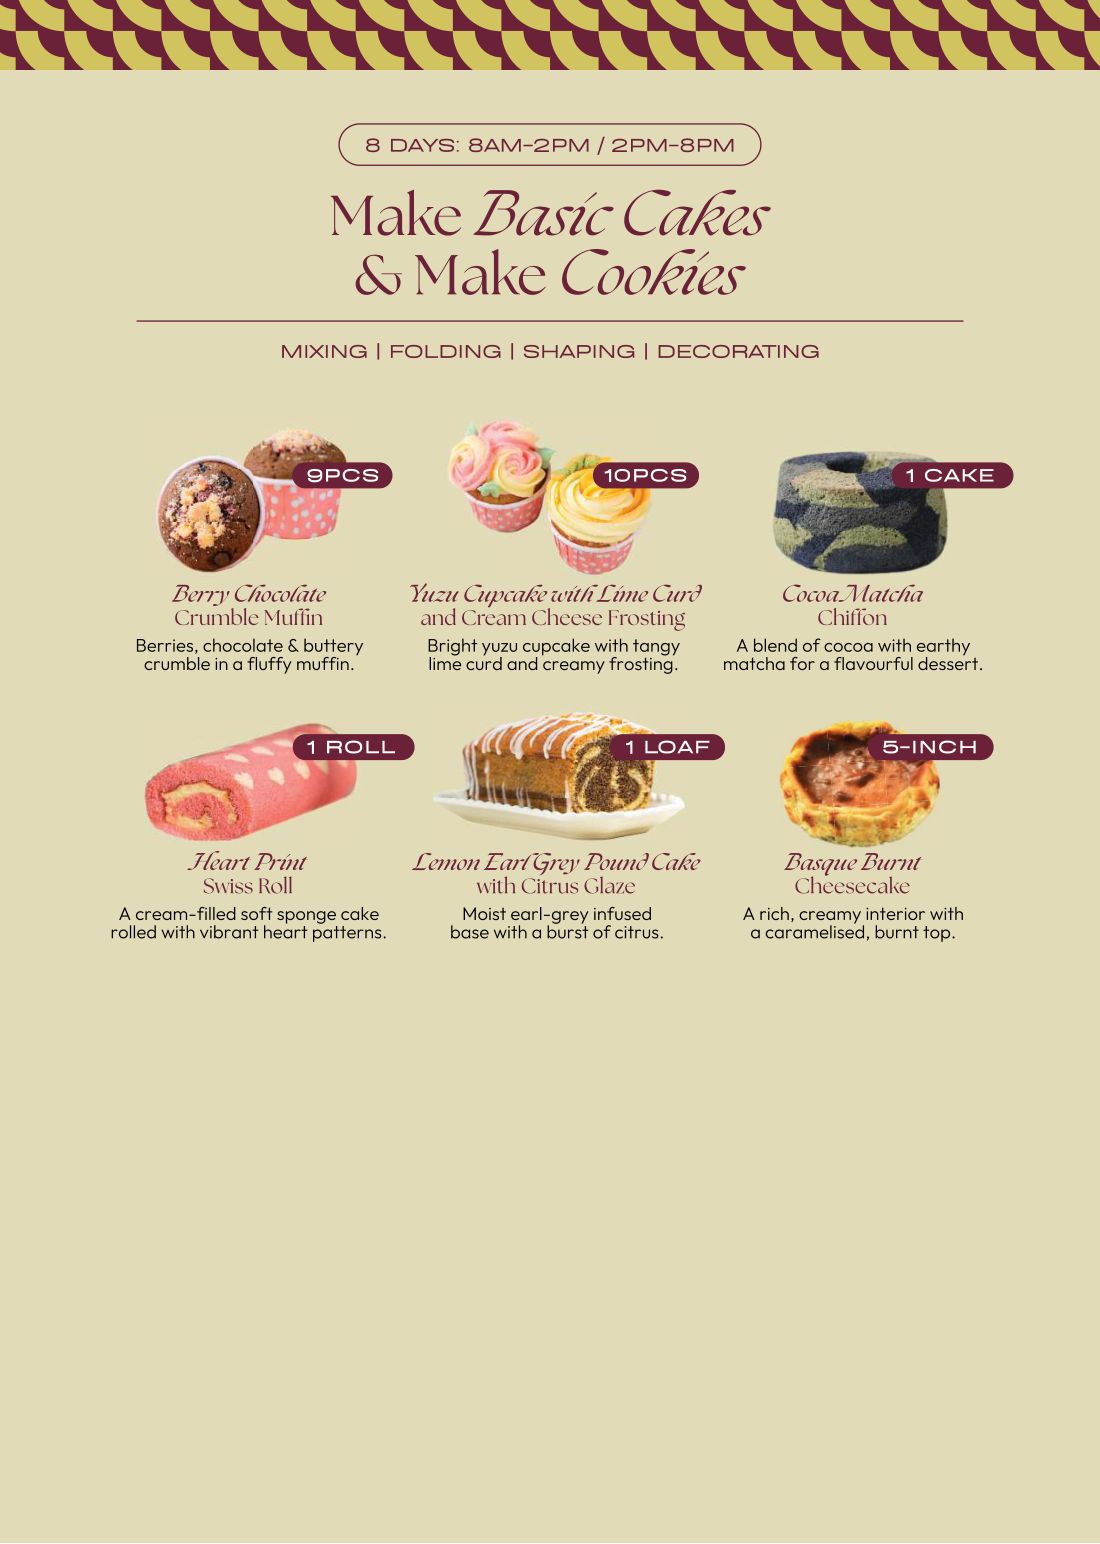 8 DAYS: 8AM-2PM / 2PM-8PM
Make Basic Cakes
& Make Cookies
MIXING | FOLDING | SHAPING | DECORATING
9PCS
10PCS
1 CAKE
Berry Chocolate
Crumble Muffin
Berries, chocolate & buttery
crumble in a fluffy muffin.
Yuzu Cupcake with Lime Curd
and Cream Cheese Frosting
Bright yuzu cupcake with tangy
lime curd and creamy frosting.
Cocoa Matcha
Chiffon
A blend of cocoa with earthy
matcha for a flavourful dessert.
1 ROLL
1 LOAF
5-INCH
Heart Print
Swiss Roll
A cream-filled soft sponge cake
rolled with vibrant heart patterns.
Lemon Earl Grey Pound Cake
with Citrus Glaze
Moist earl-grey infused
base with a burst of citrus.
Basque Burnt
Cheesecake
A rich, creamy interior with
a caramelised, burnt top.